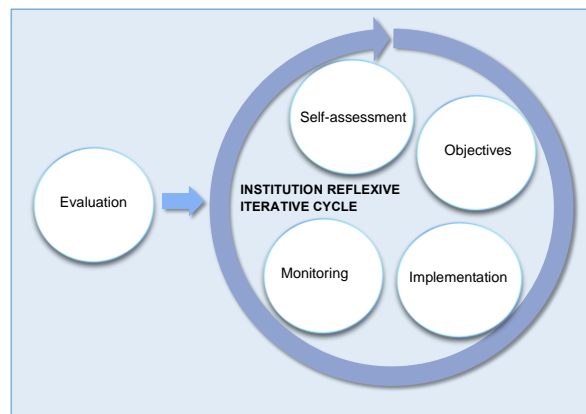 Self-assessment
Objectives
Evaluation
INSTITUTION REFLEXIVE
ITERATIVE CYCLE
Monitoring
Implementation